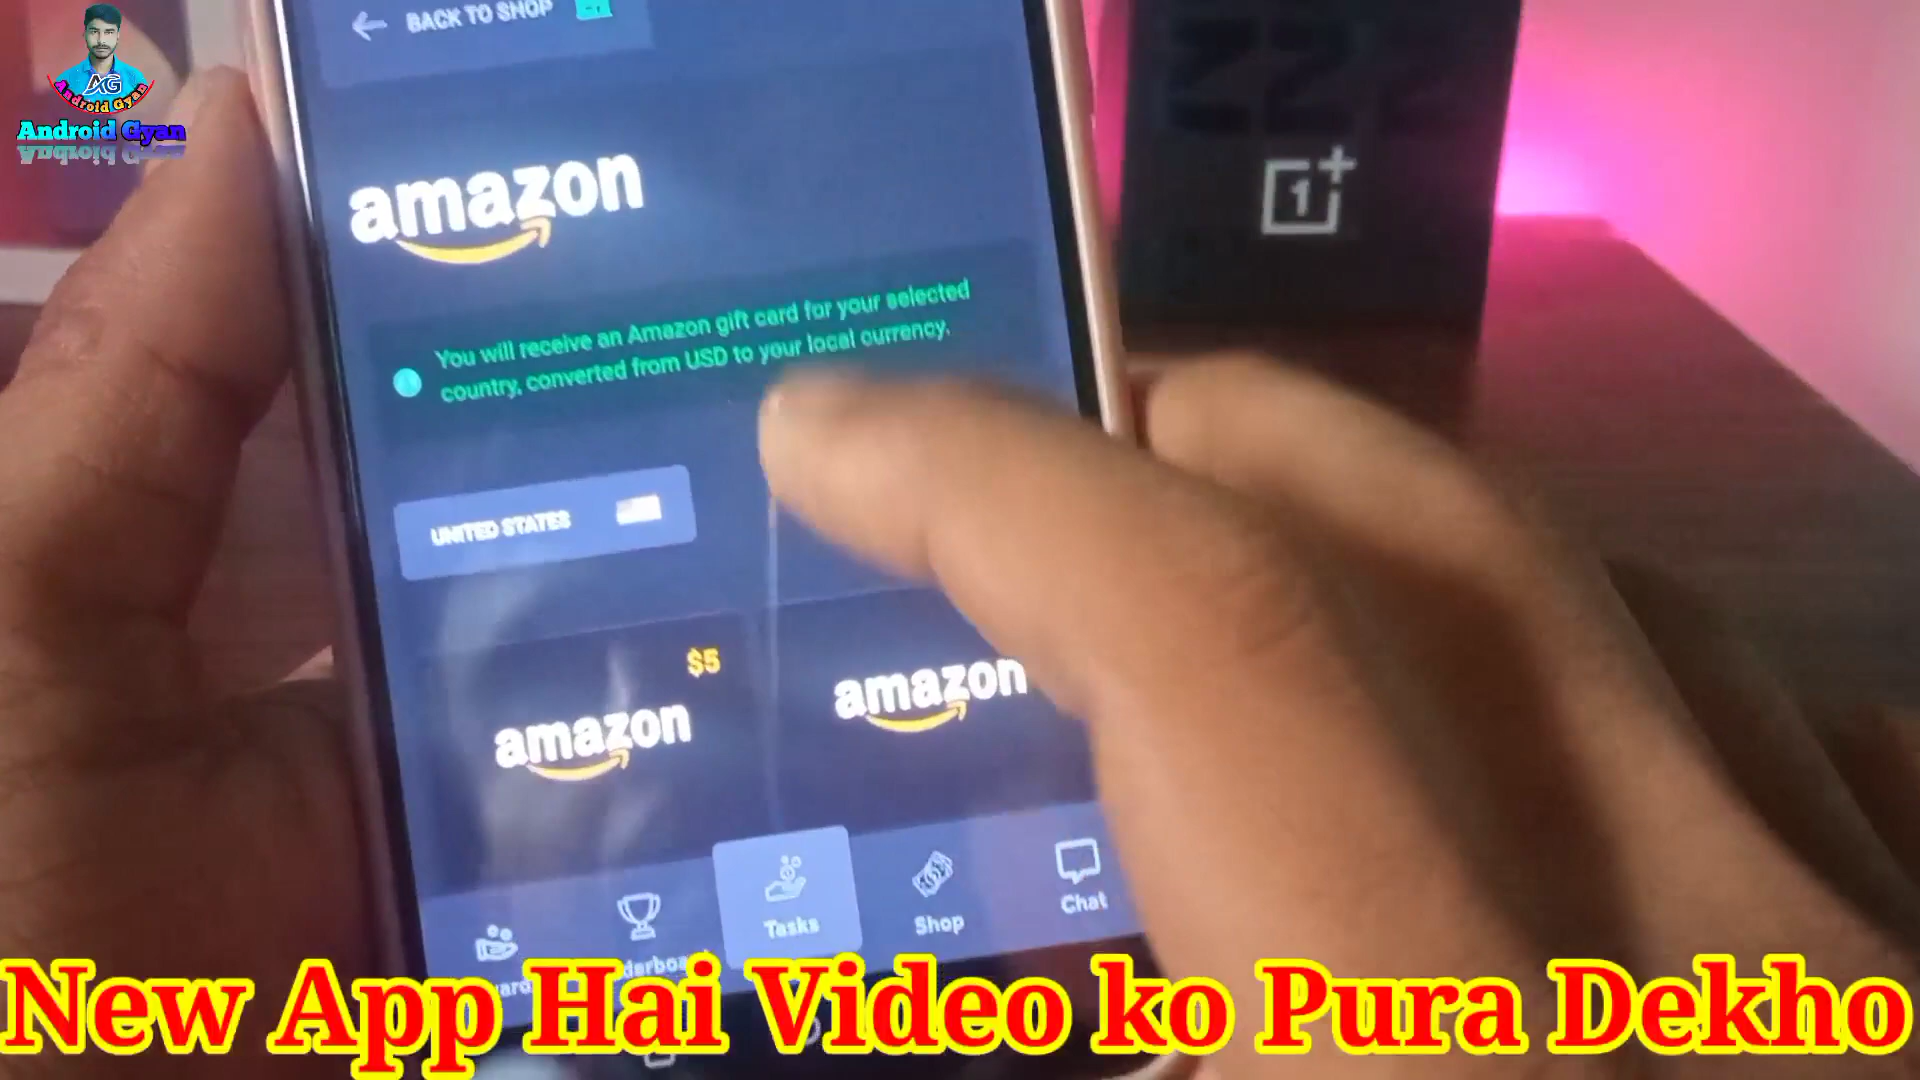 BACK TO SHOP
AG
Android Gyan
Android Gyan
amazon
You will receive an Amazon gift card for your selected
country, converted from USD to your local currency.
UNITED STATES
$5
amazon
amazon
Tasks
Shop
Chat
New App Hai Video ko Pura Dekho